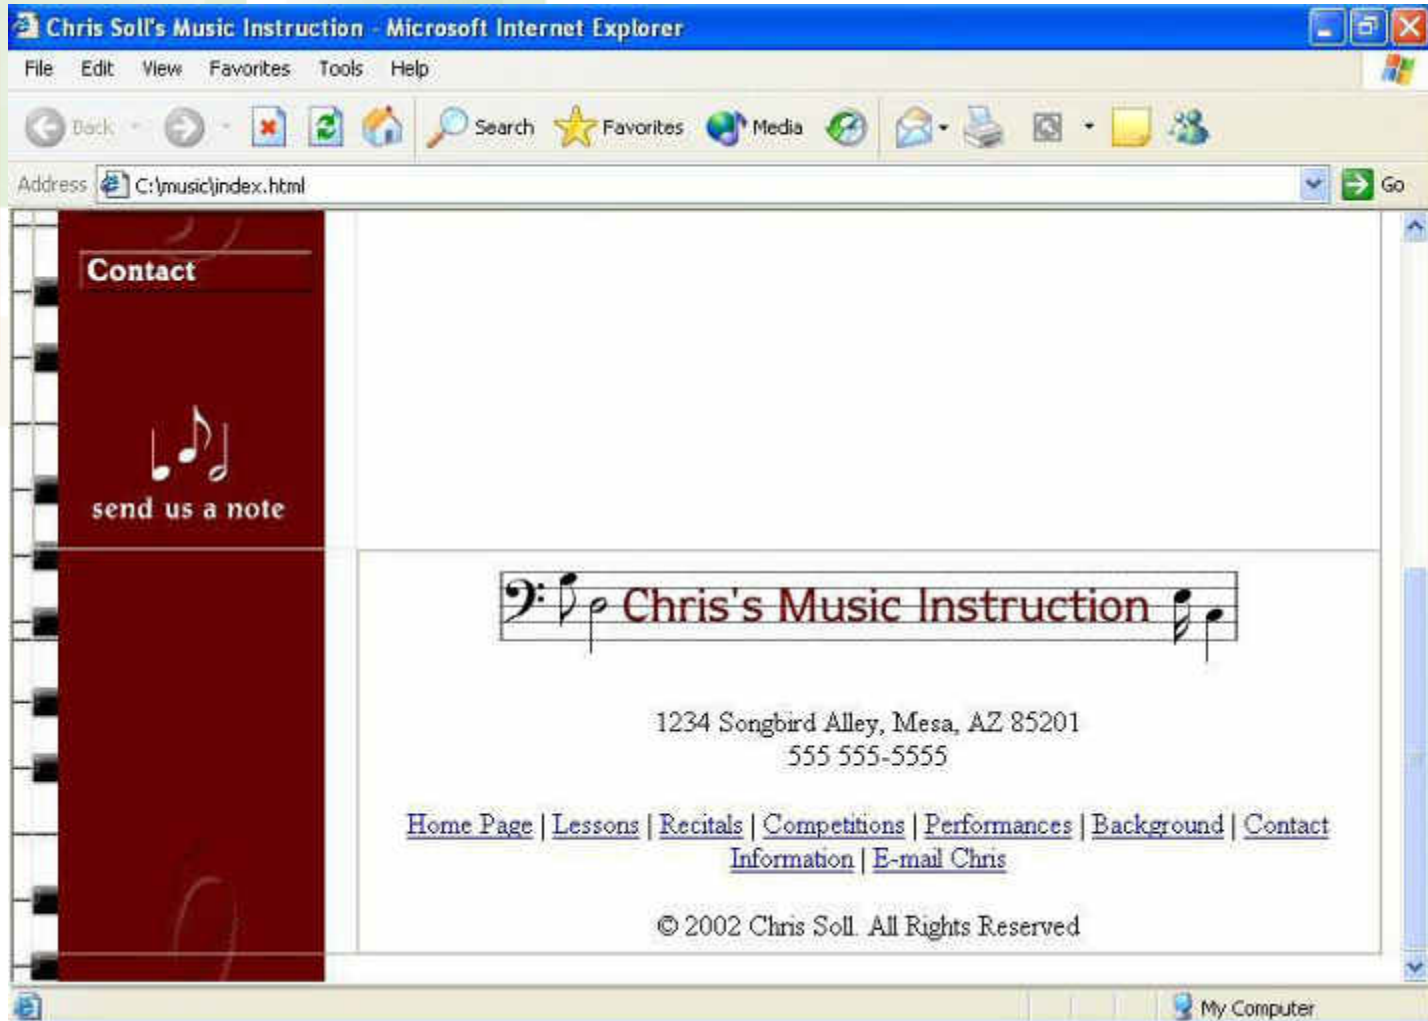 Chris Soll's Music Instruction - Microsoft Internet Explorer
File Edit View Favorites Tools Help
Back Search Favorites Media
Address C:\music\index.html Go
Contact
send us a note
Chris's Music Instruction
1234 Songbird Alley, Mesa, AZ 85201
555 555-5555
Home Page | Lessons | Recitals | Competitions | Performances | Background | Contact
Information | E-mail Chris
© 2002 Chris Soll. All Rights Reserved
My Computer